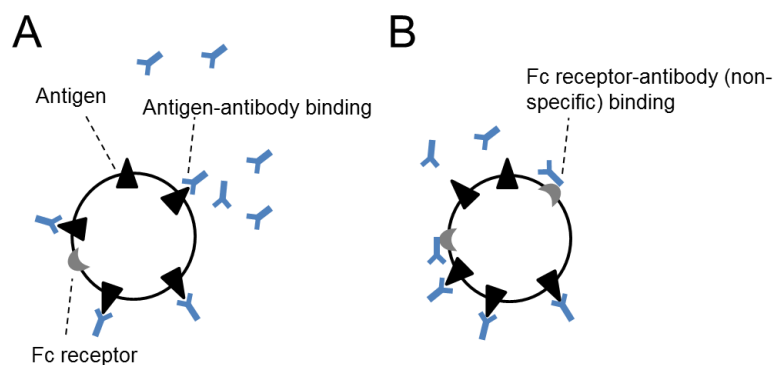 A
Antigen
Antigen-antibody binding
Fc receptor
B
Fc receptor-antibody (non-
specific) binding